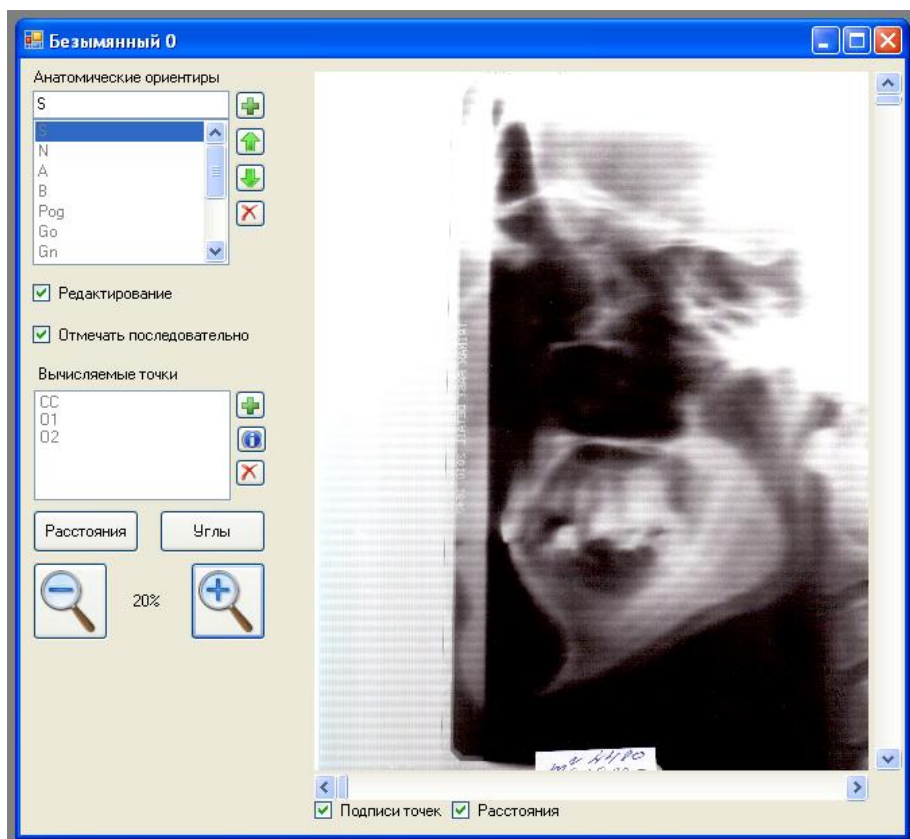 Безымянный 0
Анатомические ориентиры
S
S
N
A
B
Pog
Go
Gn
Редактирование
Отмечать последовательно
Вычисляемые точки
CC
O1
O2
Расстояния
Углы
20%
Подписи точек
Расстояния